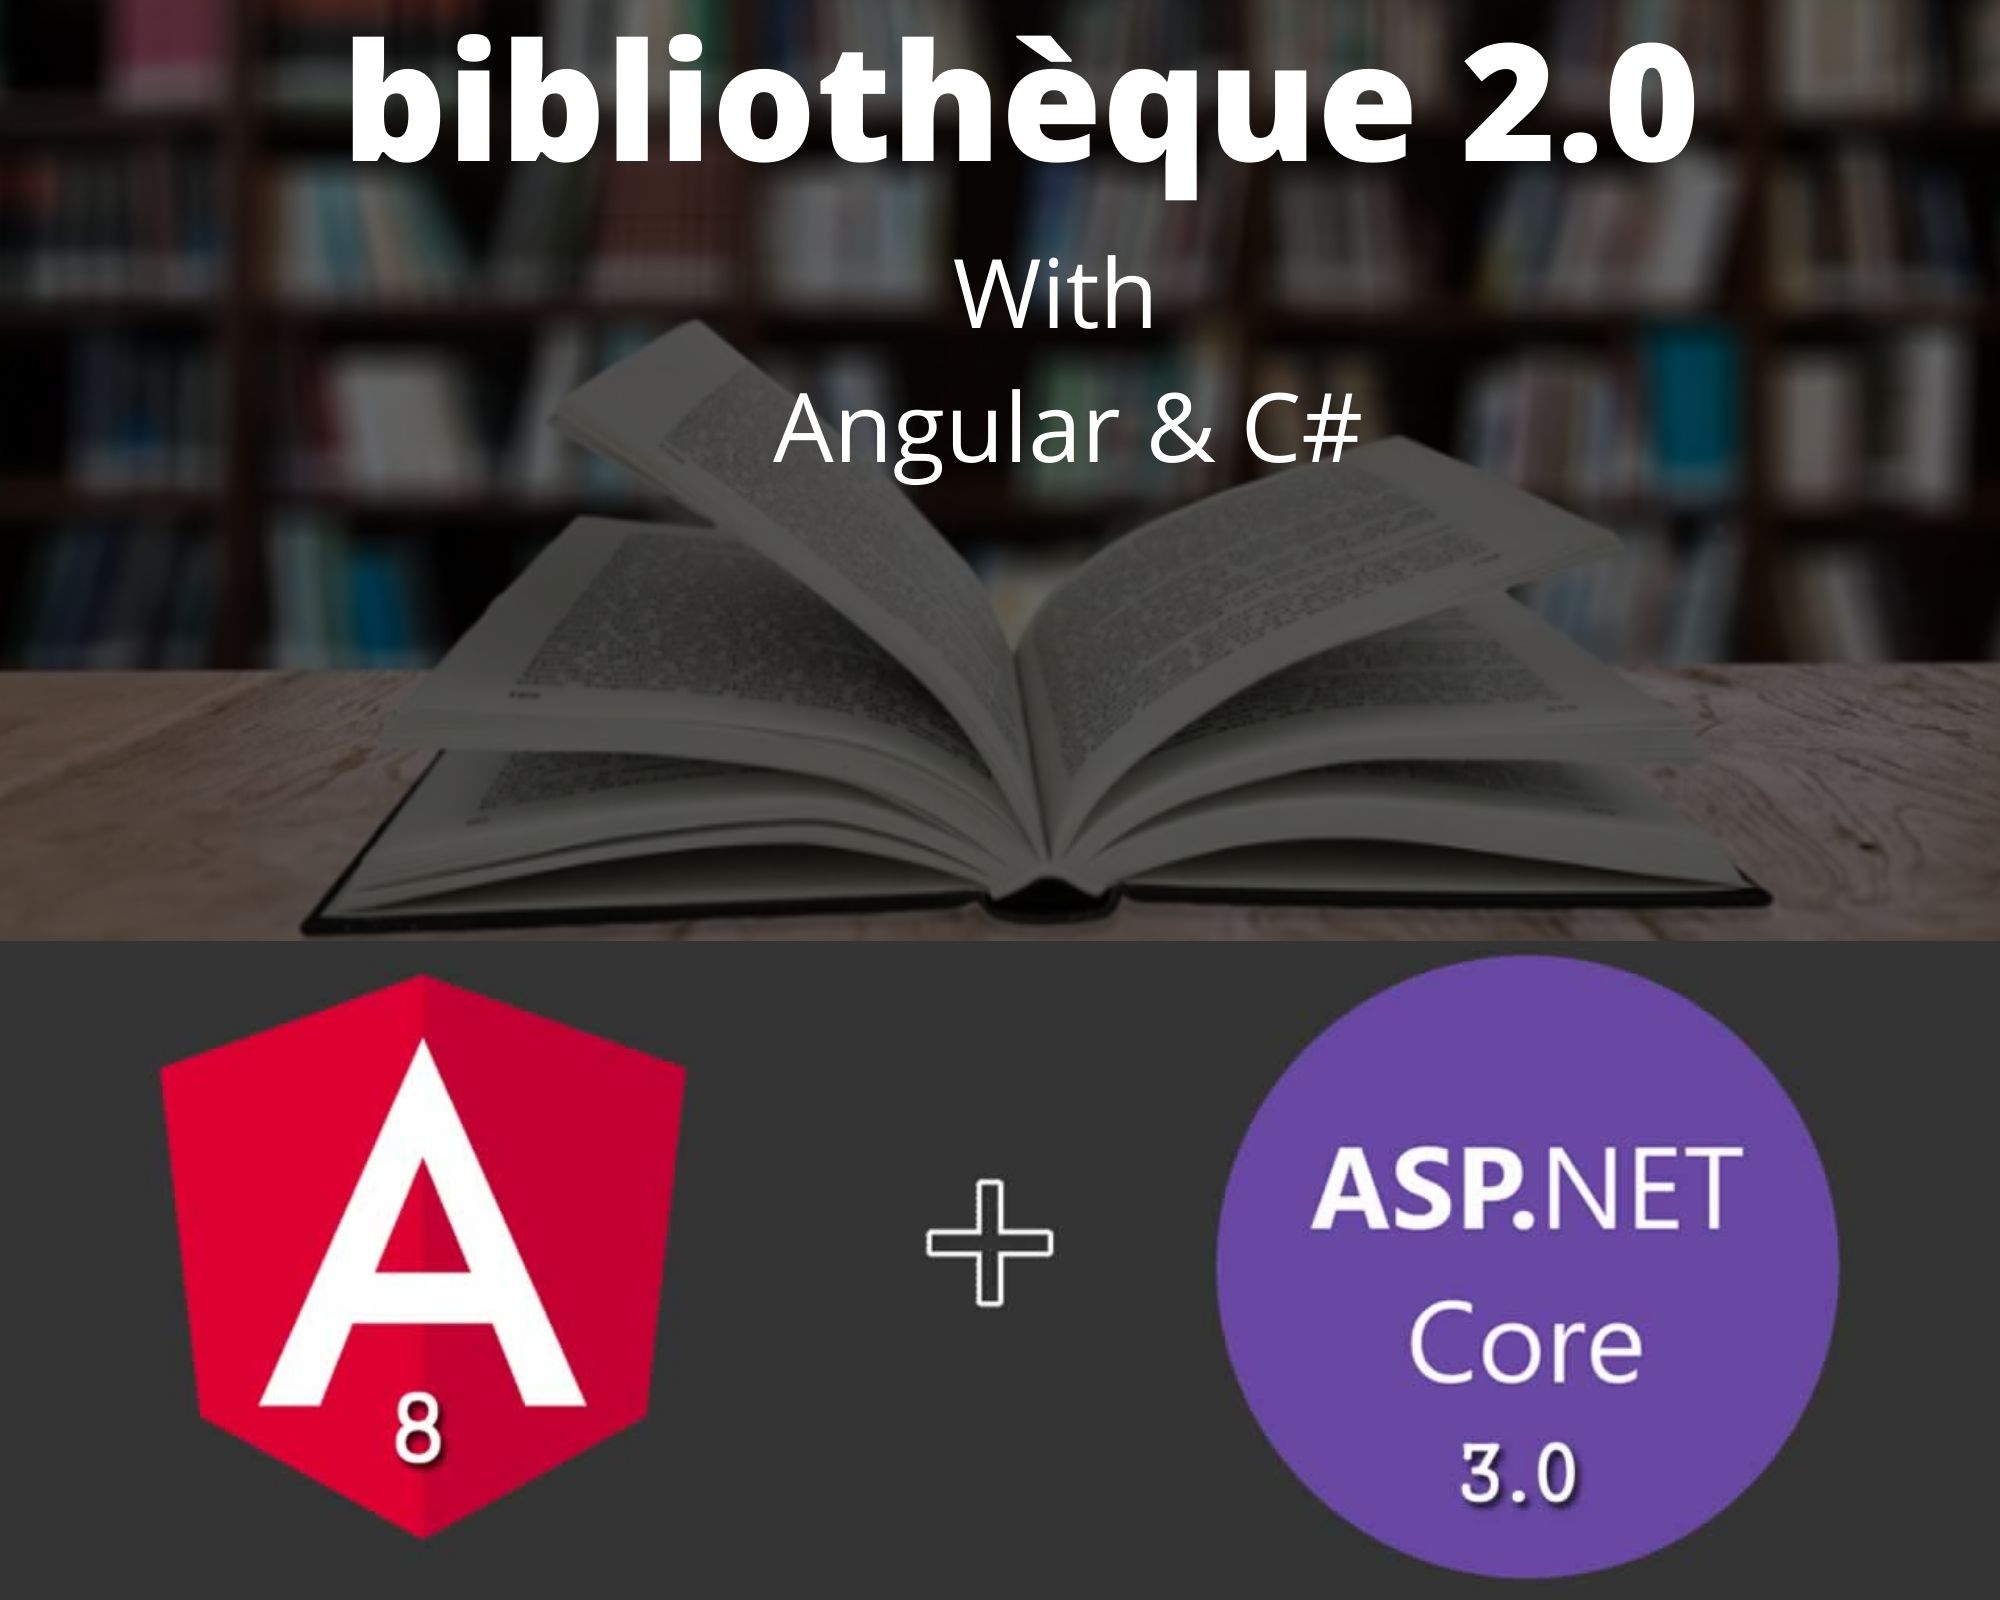 bibliothèque 2.0
With
Angular & C#
A
8
ASP.NET
Core
3.0